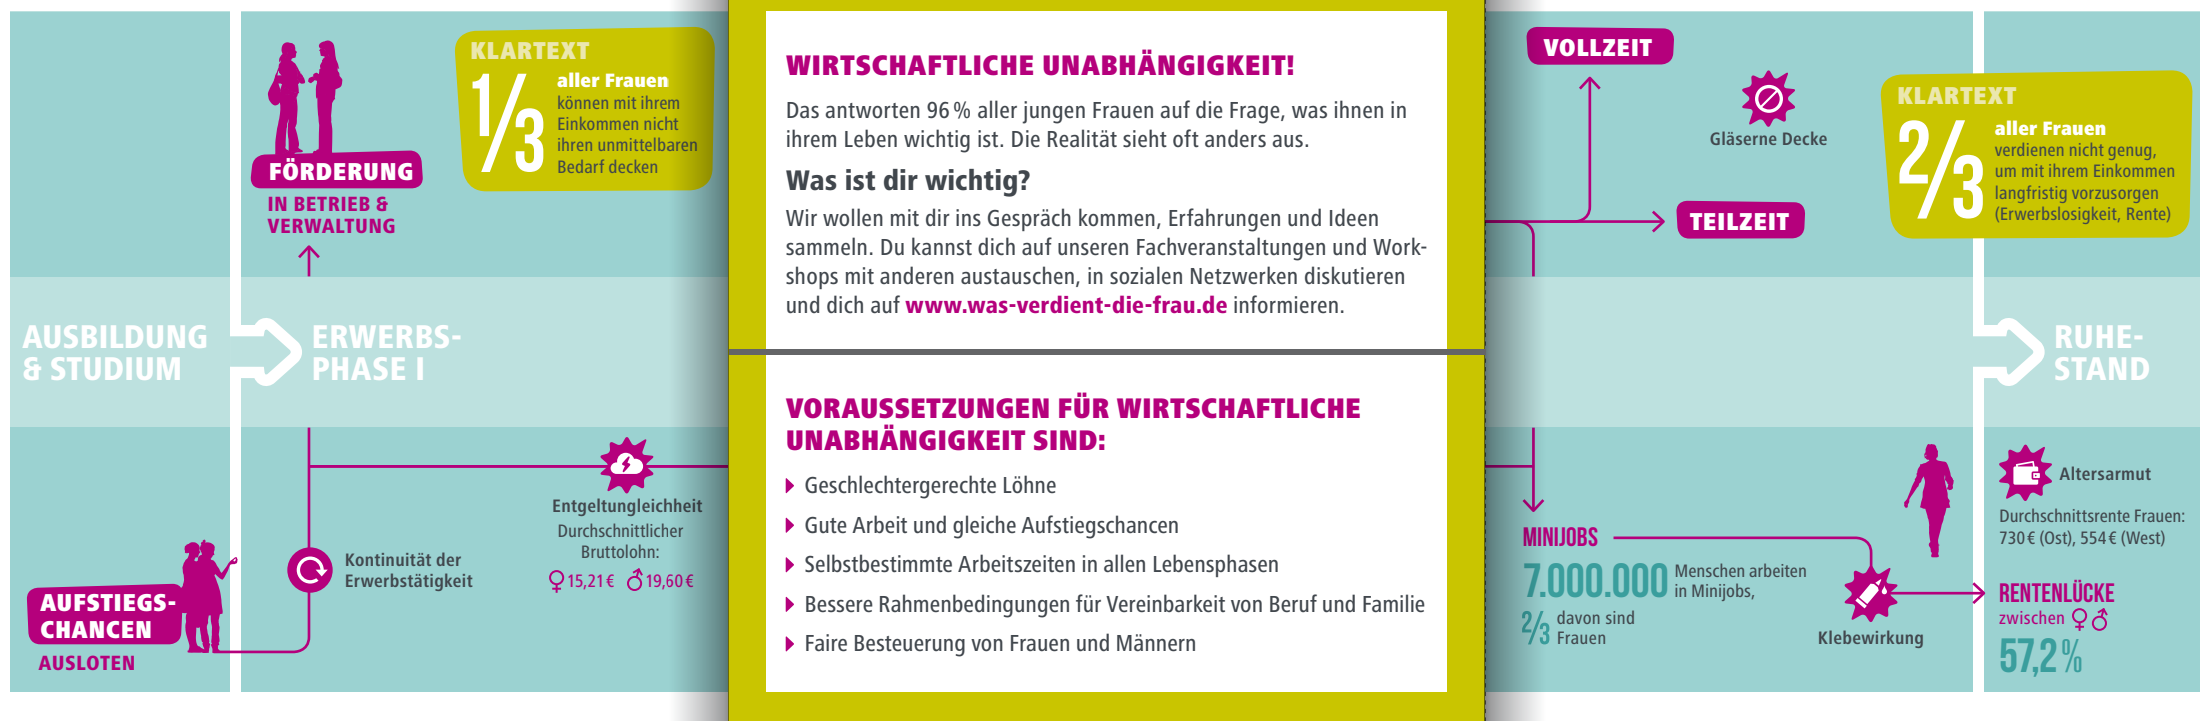 KLARTEXT
1/3
aller Frauen
können mit ihrem
Einkommen nicht
ihren unmittelbaren
Bedarf decken
FÖRDERUNG
IN BETRIEB &
VERWALTUNG
AUSBILDUNG
& STUDIUM
ERWERBS-
PHASE I
Entgeltungleichheit
Durchschnittlicher
Bruttolohn:
♀ 15,21 € ♂ 19,60 €
Kontinuität der
Erwerbstätigkeit
AUFSTIEGS-
CHANCEN
AUSLOTEN
WIRTSCHAFTLICHE UNABHÄNGIGKEIT!
Das antworten 96 % aller jungen Frauen auf die Frage, was ihnen in
ihrem Leben wichtig ist. Die Realität sieht oft anders aus.
Was ist dir wichtig?
Wir wollen mit dir ins Gespräch kommen, Erfahrungen und Ideen
sammeln. Du kannst dich auf unseren Fachveranstaltungen und Work-
shops mit anderen austauschen, in sozialen Netzwerken diskutieren
und dich auf www.was-verdient-die-frau.de informieren.
VORAUSSETZUNGEN FÜR WIRTSCHAFTLICHE
UNABHÄNGIGKEIT SIND:
Geschlechtergerechte Löhne
Gute Arbeit und gleiche Aufstiegschancen
Selbstbestimmte Arbeitszeiten in allen Lebensphasen
Bessere Rahmenbedingungen für Vereinbarkeit von Beruf und Familie
Faire Besteuerung von Frauen und Männern
VOLLZEIT
Gläserne Decke
TEILZEIT
KLARTEXT
2/3
aller Frauen
verdienen nicht genug,
um mit ihrem Einkommen
langfristig vorzusorgen
(Erwerbslosigkeit, Rente)
RUHE-
STAND
MINIJOBS
7.000.000 Menschen arbeiten
in Minijobs,
2/3 davon sind
Frauen
Klebewirkung
Altersarmut
Durchschnittsrente Frauen:
730 € (Ost), 554 € (West)
RENTENLÜCKE
zwischen ♀ ♂
57,2 %